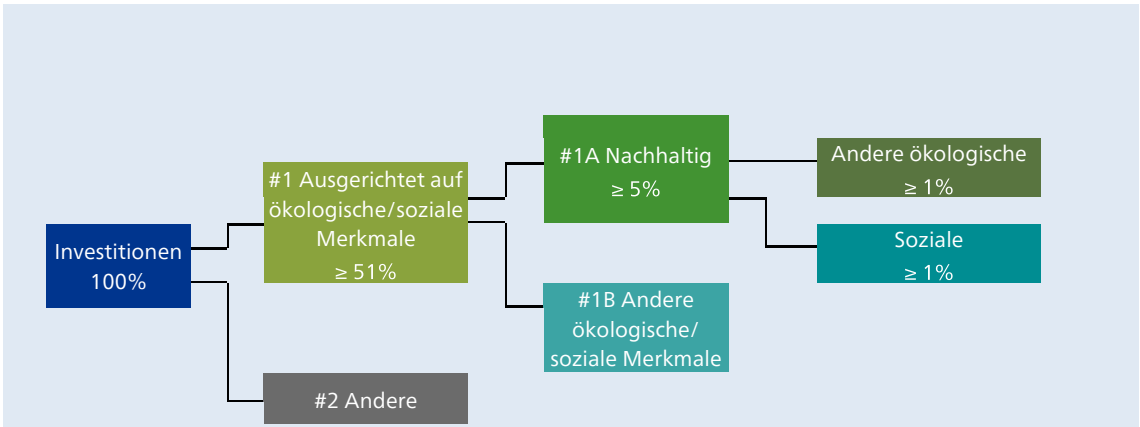 Investitionen
100%
#1 Ausgerichtet auf
ökologische/soziale
Merkmale
≥ 51%
#2 Andere
#1A Nachhaltig
≥ 5%
#1B Andere
ökologische/
soziale Merkmale
Andere ökologische
≥ 1%
Soziale
≥ 1%